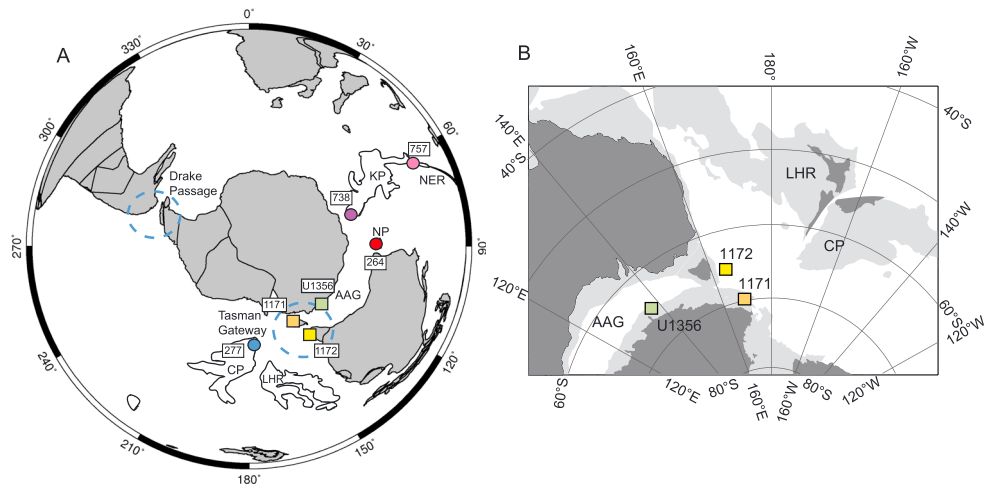 A
0°
30°
60°
90°
120°
150°
180°
210°
240°
270°
300°
330°
Drake
Passage
757
KP
NER
738
NP
264
U1356
AAG
1171
Tasman
Gateway
277
1172
CP
LHR
B
160°E
180°
160°W
40°S
140°E
40°S
LHR
140°W
CP
1172
1171
120°E
AAG
U1356
60°S
120°W
60°S
120°E
80°S
160°E
160°W
80°S
120°W